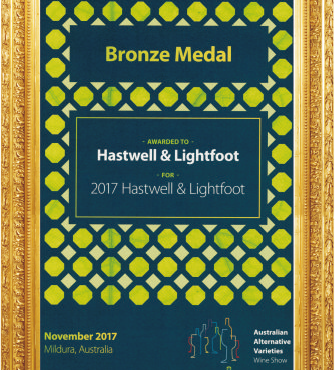 Bronze Medal
- AWARDED TO -
Hastwell & Lightfoot
- FOR -
2017 Hastwell & Lightfoot
November 2017
Mildura, Australia
Australian
Alternative
Varieties
Wine Show